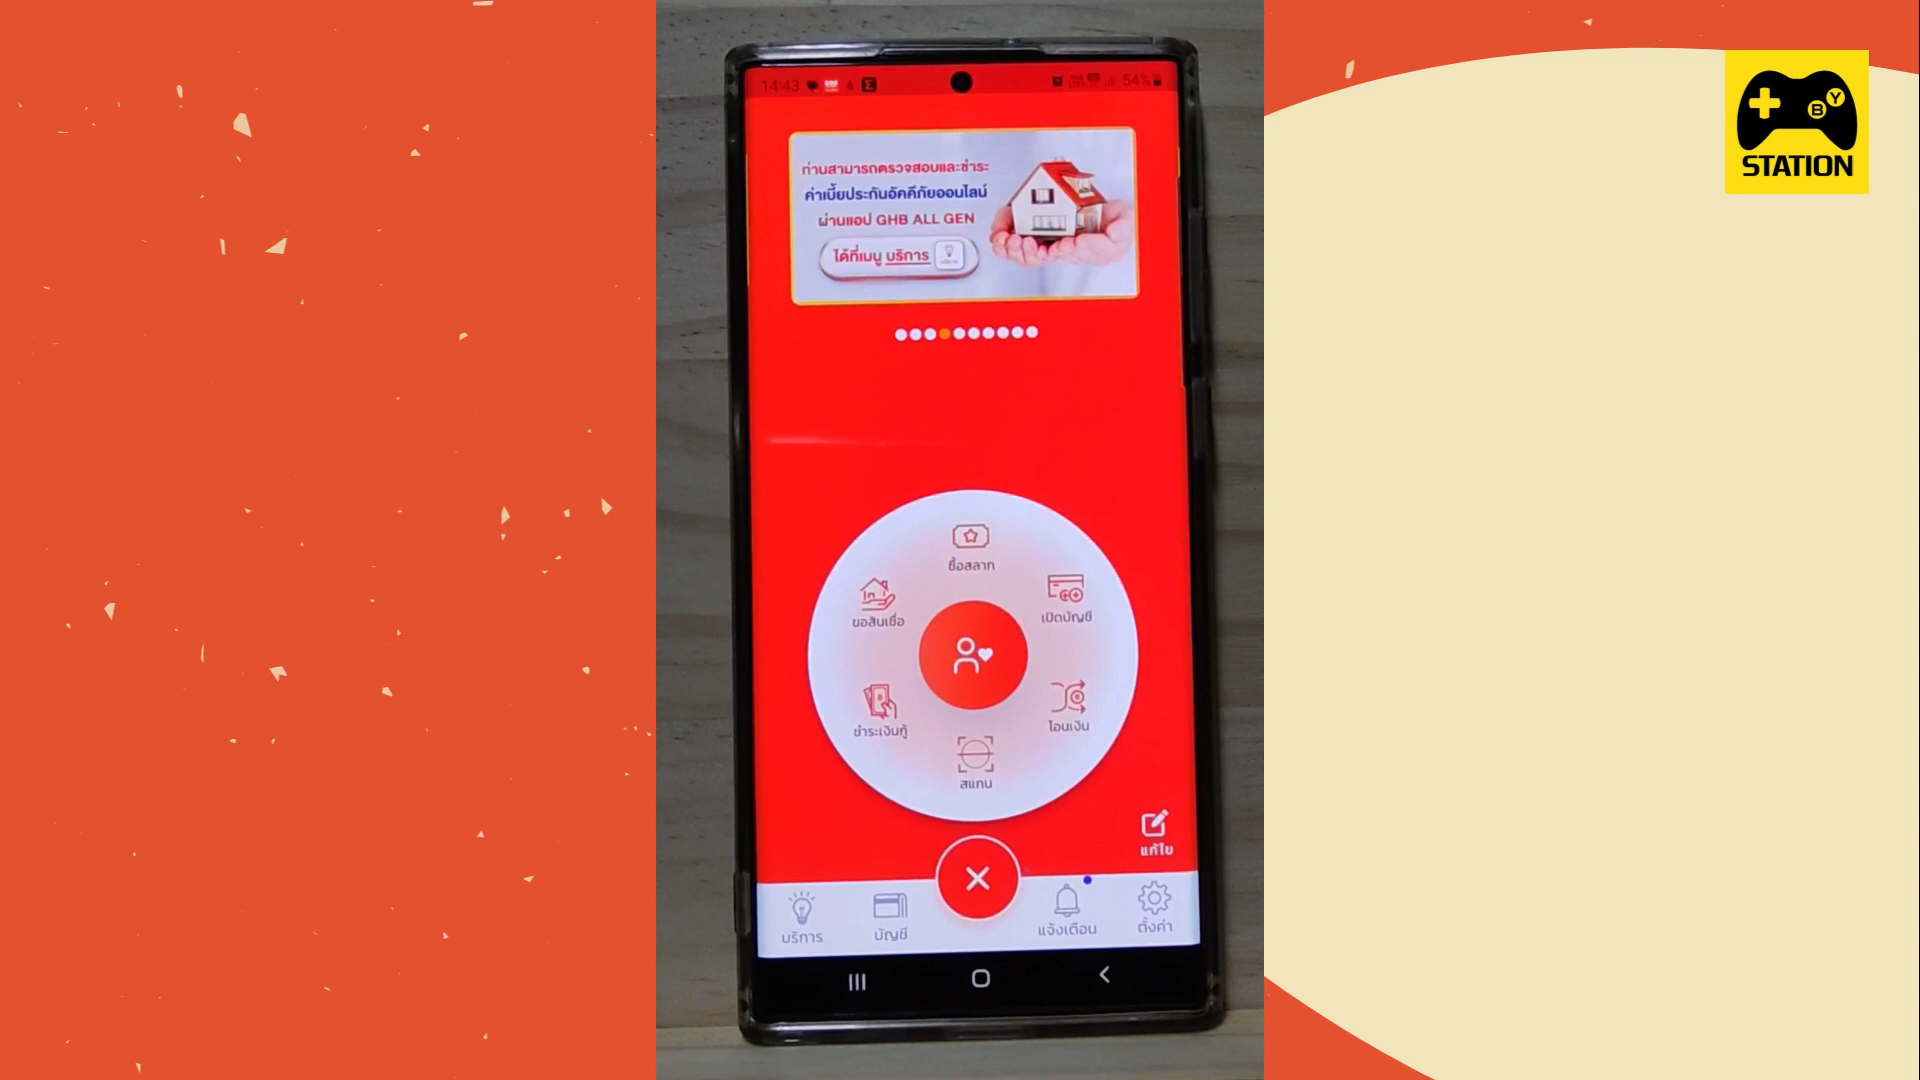 14:43
54%
ท่านสามารถตรวจสอบและชำระ
ค่าเบี้ยประกันอัคคีภัยออนไลน์
ผ่านแอป GHB ALL GEN
ได้ที่เมนู บริการ
ซื้อสลาก
ขอสินเชื่อ
เปิดบัญชี
ชำระเงินกู้
โอนเงิน
สแกน
แก้ไข
บริการ
บัญชี
แจ้งเตือน
ตั้งค่า
B Y
STATION